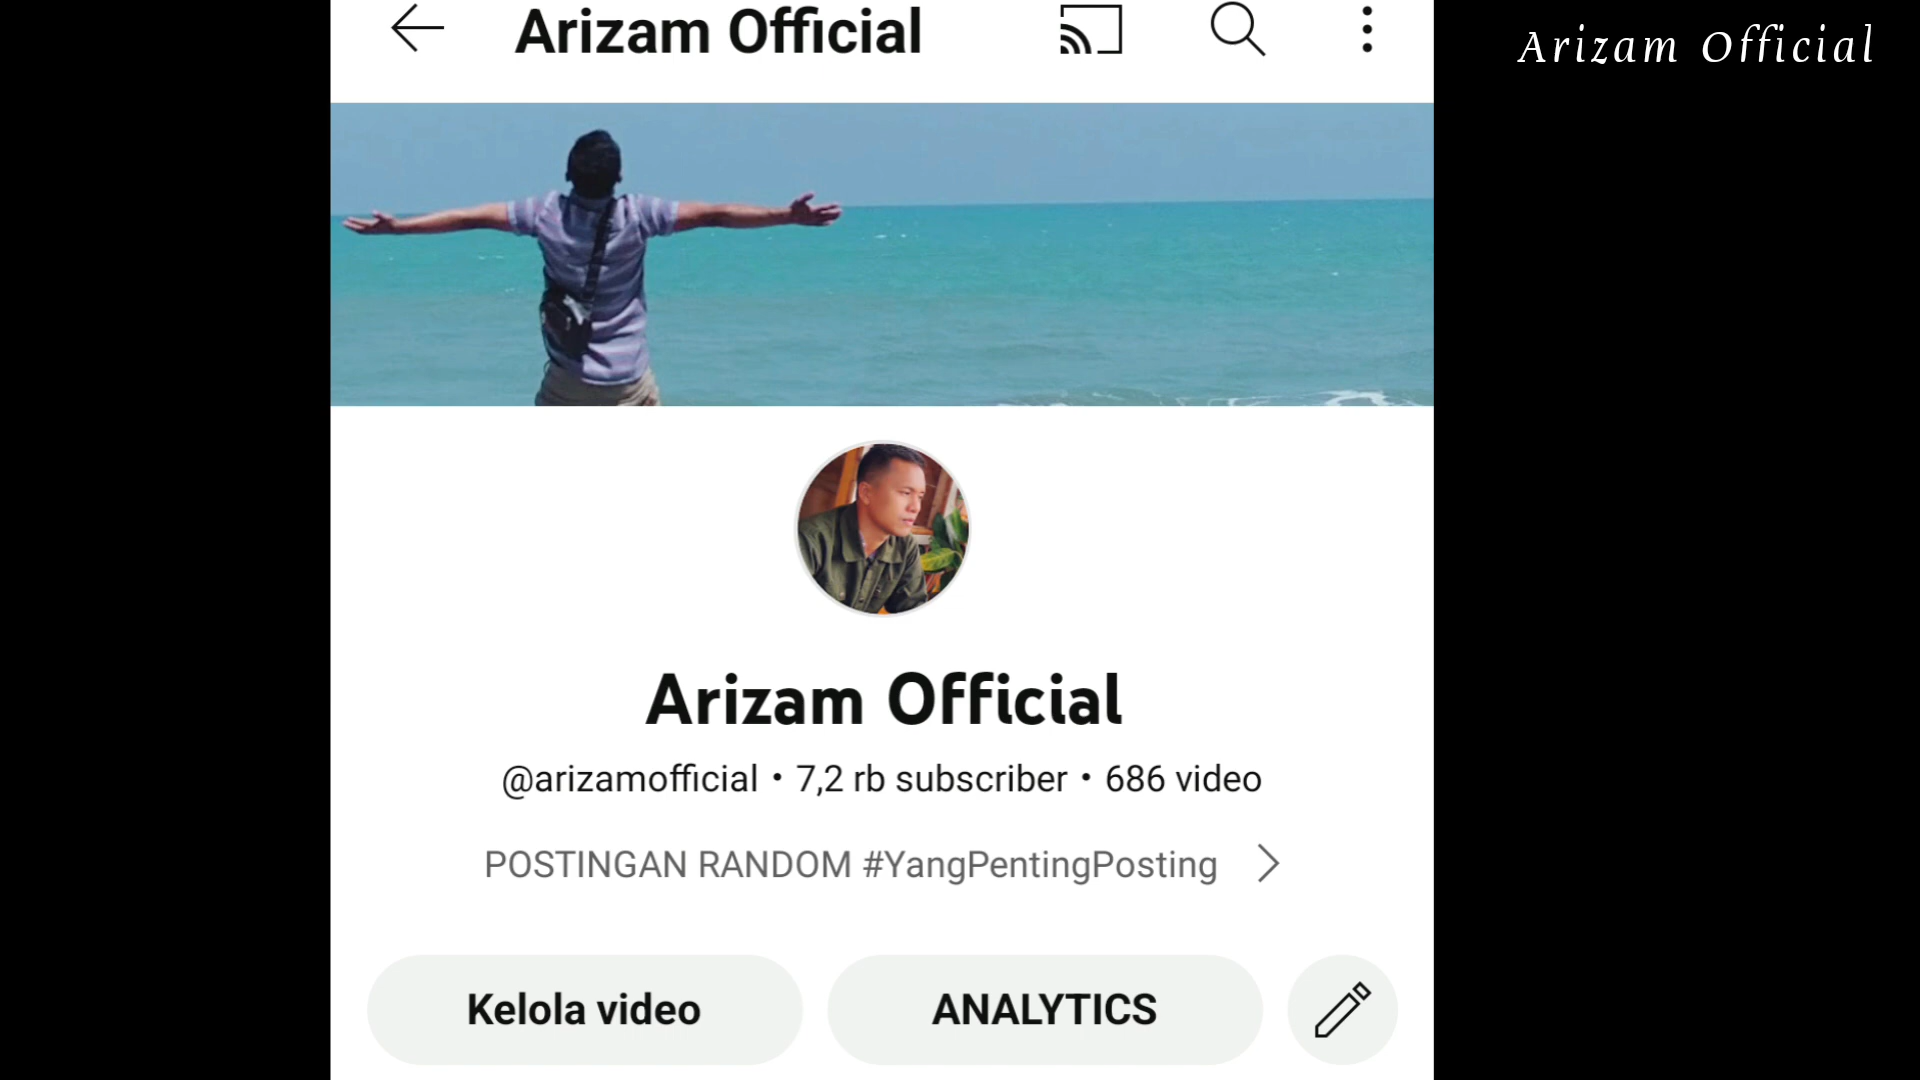 Arizam Official
Arizam Official
Arizam Official
@arizamofficial • 7,2 rb subscriber • 686 video
POSTINGAN RANDOM #YangPentingPosting
Kelola video
ANALYTICS